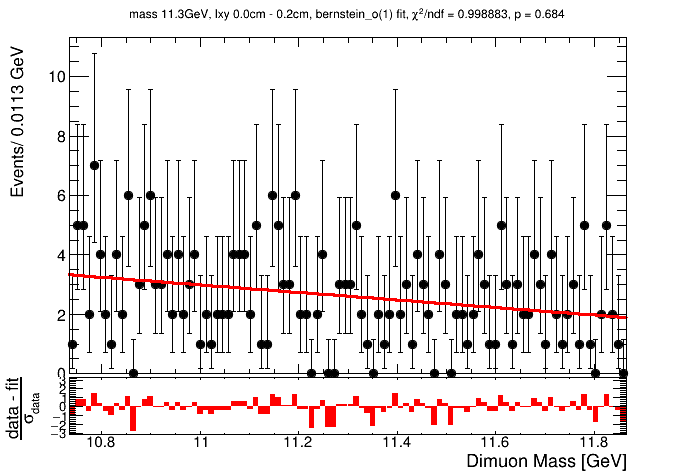 mass 11.3GeV, lxy 0.0cm - 0.2cm, bernstein_o(1) fit, χ²/ndf = 0.998883, p = 0.684
Events/ 0.0113 GeV
10
8
6
4
2
0
data - fit
σdata
3
2
1
0
−1
−2
−3
10.8 11 11.2 11.4 11.6 11.8
Dimuon Mass [GeV]